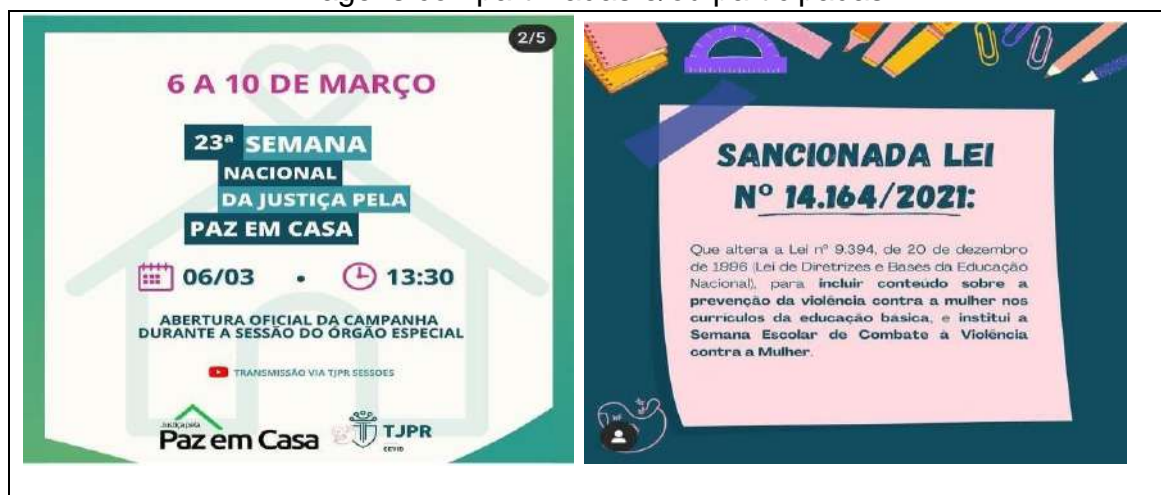 2/5
6 A 10 DE MARÇO
23ª SEMANA
NACIONAL
DA JUSTIÇA PELA
PAZ EM CASA
06/03 • 13:30
ABERTURA OFICIAL DA CAMPANHA
DURANTE A SESSÃO DO ÓRGÃO ESPECIAL
TRANSMISSÃO VIA TJPR SESSOES
Justiça pela
Paz em Casa
TJPR
CEVID
SANCIONADA LEI
Nº 14.164/2021:
Que altera a Lei nº 9.394, de 20 de dezembro
de 1996 (Lei de Diretrizes e Bases da Educação
Nacional), para incluir conteúdo sobre a
prevenção da violência contra a mulher nos
currículos da educação básica, e institui a
Semana Escolar de Combate à Violência
contra a Mulher.